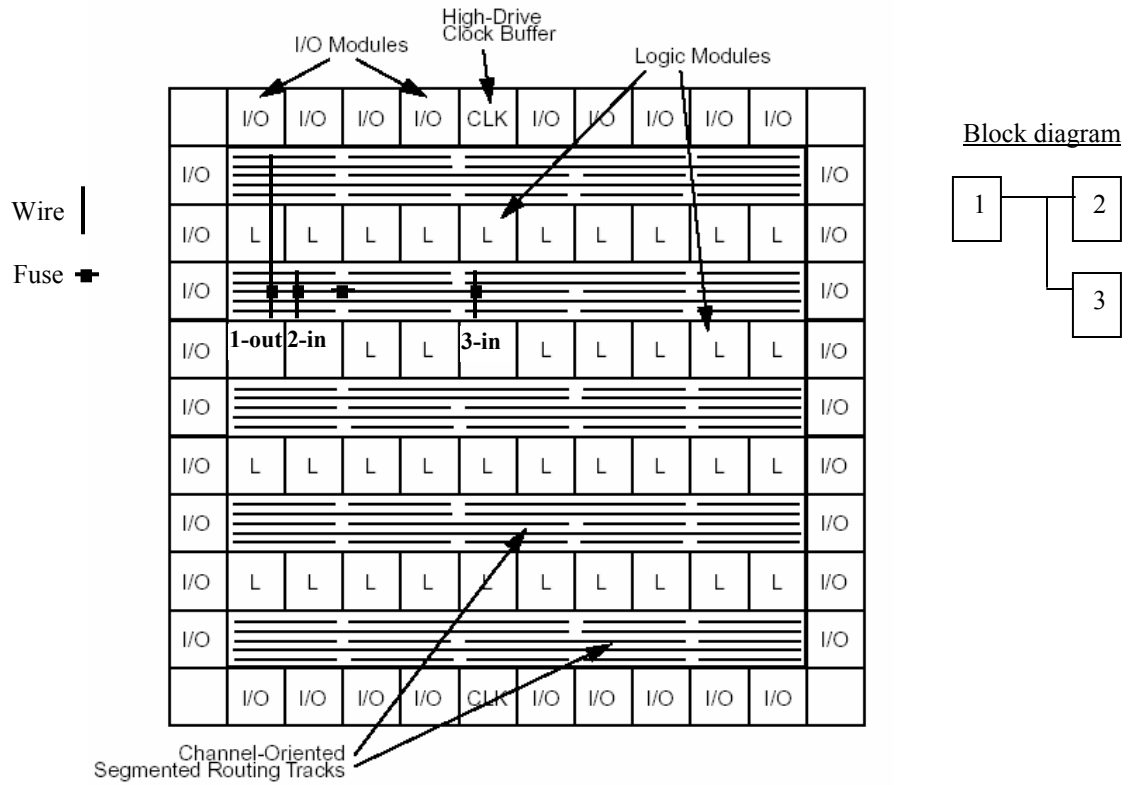 High-Drive
Clock Buffer
I/O Modules
Logic Modules
I/O I/O I/O I/O CLK I/O I/O I/O I/O I/O
Block diagram
I/O I/O
1 2
Wire
I/O L L L L L L L L L L I/O
Fuse
I/O I/O
3
1-out 2-in 3-in
I/O L L L L L L L I/O
I/O I/O
I/O L L L L L L L L L L I/O
I/O I/O
I/O L L L L L L L L L L I/O
I/O I/O
I/O I/O I/O I/O CLK I/O I/O I/O I/O I/O
Channel-Oriented
Segmented Routing Tracks